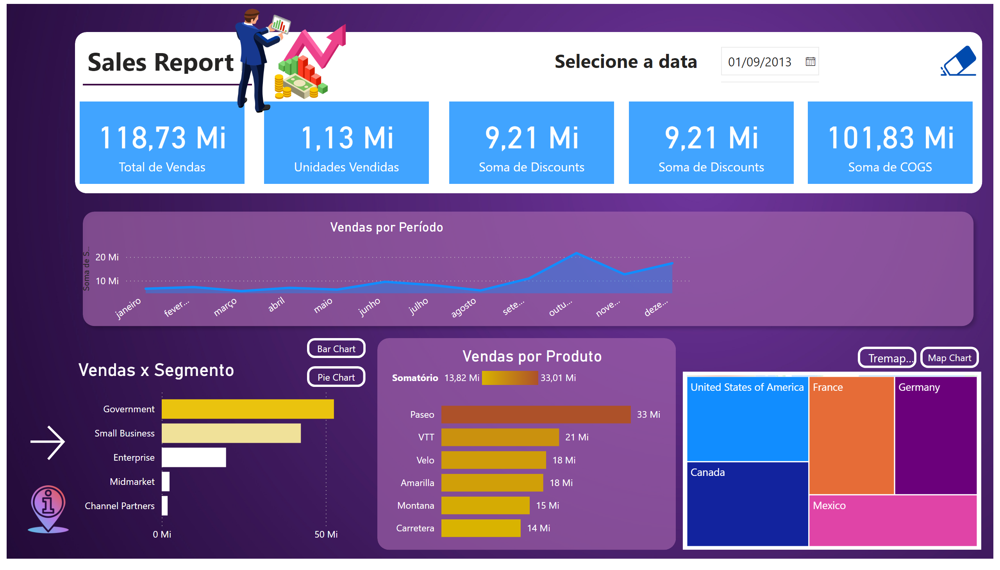 Sales Report
Selecione a data
01/09/2013
118,73 Mi
Total de Vendas
1,13 Mi
Unidades Vendidas
9,21 Mi
Soma de Discounts
9,21 Mi
Soma de Discounts
101,83 Mi
Soma de COGS
Vendas por Período
Soma de S...
20 Mi
10 Mi
janeiro
fever...
março
abril
maio
junho
julho
agosto
sete...
outu...
nove...
deze...
Vendas x Segmento
Bar Chart
Pie Chart
Government
Small Business
Enterprise
Midmarket
Channel Partners
0 Mi
50 Mi
Vendas por Produto
Somatório 13,82 Mi 33,01 Mi
Paseo 33 Mi
VTT 21 Mi
Velo 18 Mi
Amarilla 18 Mi
Montana 15 Mi
Carretera 14 Mi
Tremap...
Map Chart
United States of America
France
Germany
Canada
Mexico